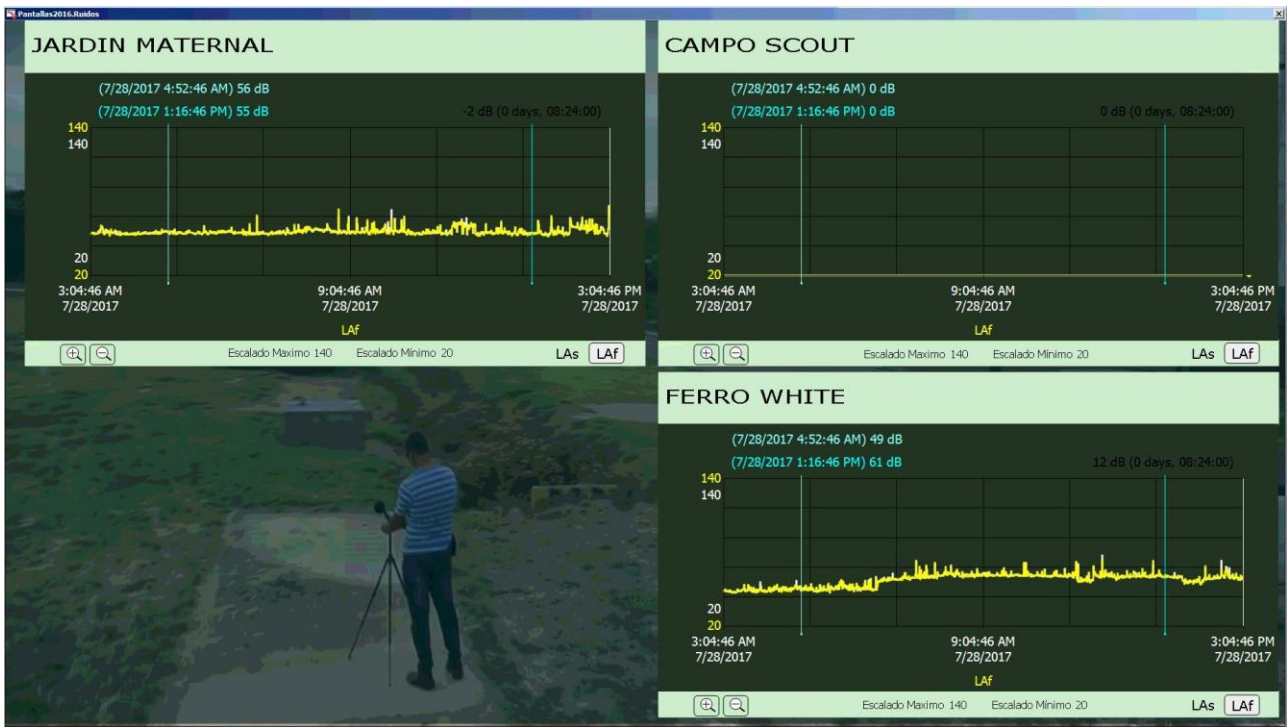 Pantallas2016.Ruidos
JARDIN MATERNAL
(7/28/2017 4:52:46 AM) 56 dB
(7/28/2017 1:16:46 PM) 55 dB
-2 dB (0 days, 08:24:00)
140
140
20
20
3:04:46 AM 9:04:46 AM 3:04:46 PM
7/28/2017 7/28/2017 7/28/2017
LAf
Escalado Maximo 140 Escalado Mínimo 20 LAs LAf
CAMPO SCOUT
(7/28/2017 4:52:46 AM) 0 dB
(7/28/2017 1:16:46 PM) 0 dB
0 dB (0 days, 08:24:00)
140
140
20
20
3:04:46 AM 9:04:46 AM 3:04:46 PM
7/28/2017 7/28/2017 7/28/2017
LAf
Escalado Maximo 140 Escalado Mínimo 20 LAs LAf
FERRO WHITE
(7/28/2017 4:52:46 AM) 49 dB
(7/28/2017 1:16:46 PM) 61 dB
12 dB (0 days, 08:24:00)
140
140
20
20
3:04:46 AM 9:04:46 AM 3:04:46 PM
7/28/2017 7/28/2017 7/28/2017
LAf
Escalado Maximo 140 Escalado Mínimo 20 LAs LAf